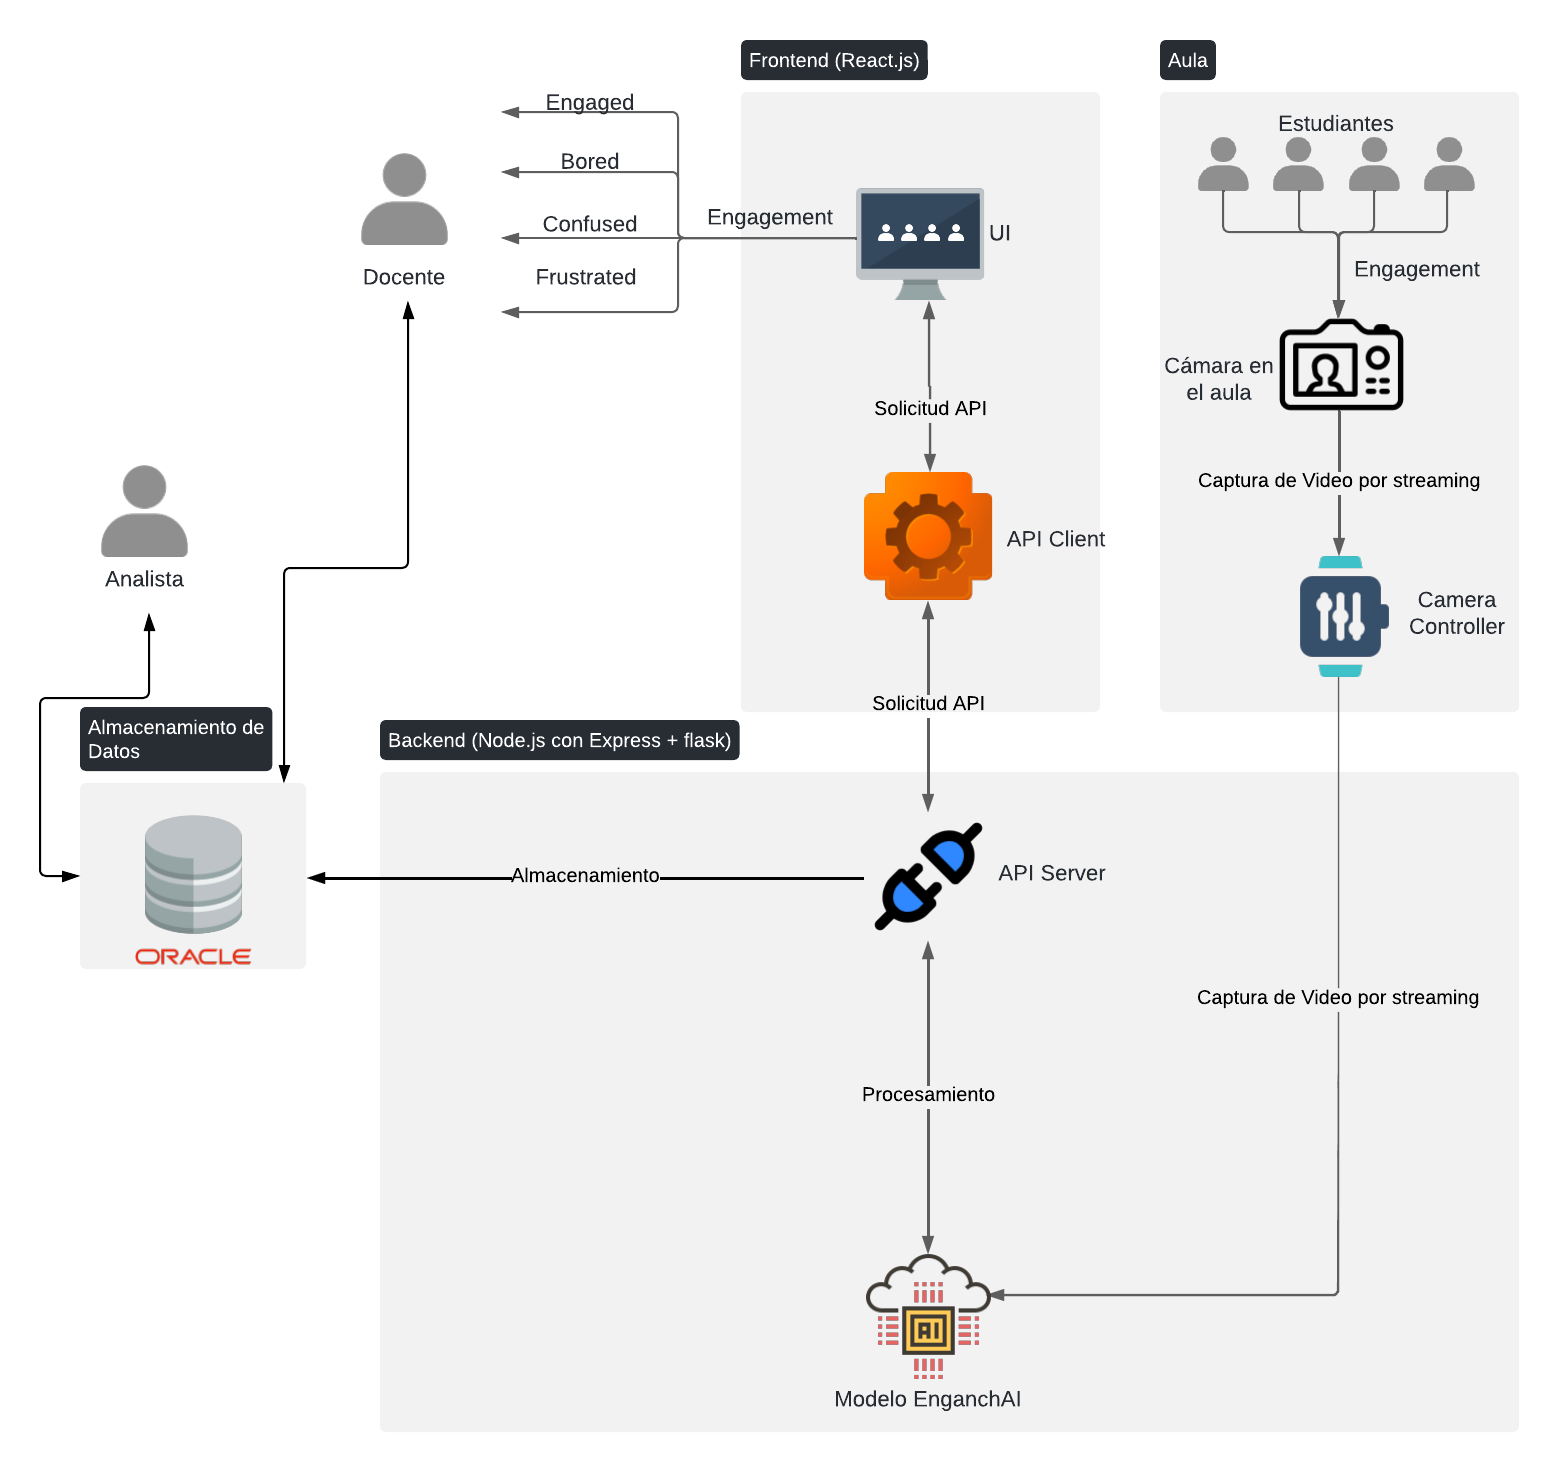 Frontend (React.js)
Aula
Engaged
Bored
Confused
Frustrated
Engagement
Docente
UI
Estudiantes
Engagement
Cámara en
el aula
Solicitud API
Captura de Video por streaming
API Client
Camera
Controller
Analista
Solicitud API
Almacenamiento de
Datos
Backend (Node.js con Express + flask)
ORACLE
Almacenamiento
API Server
Captura de Video por streaming
Procesamiento
AI
Modelo EnganchAI